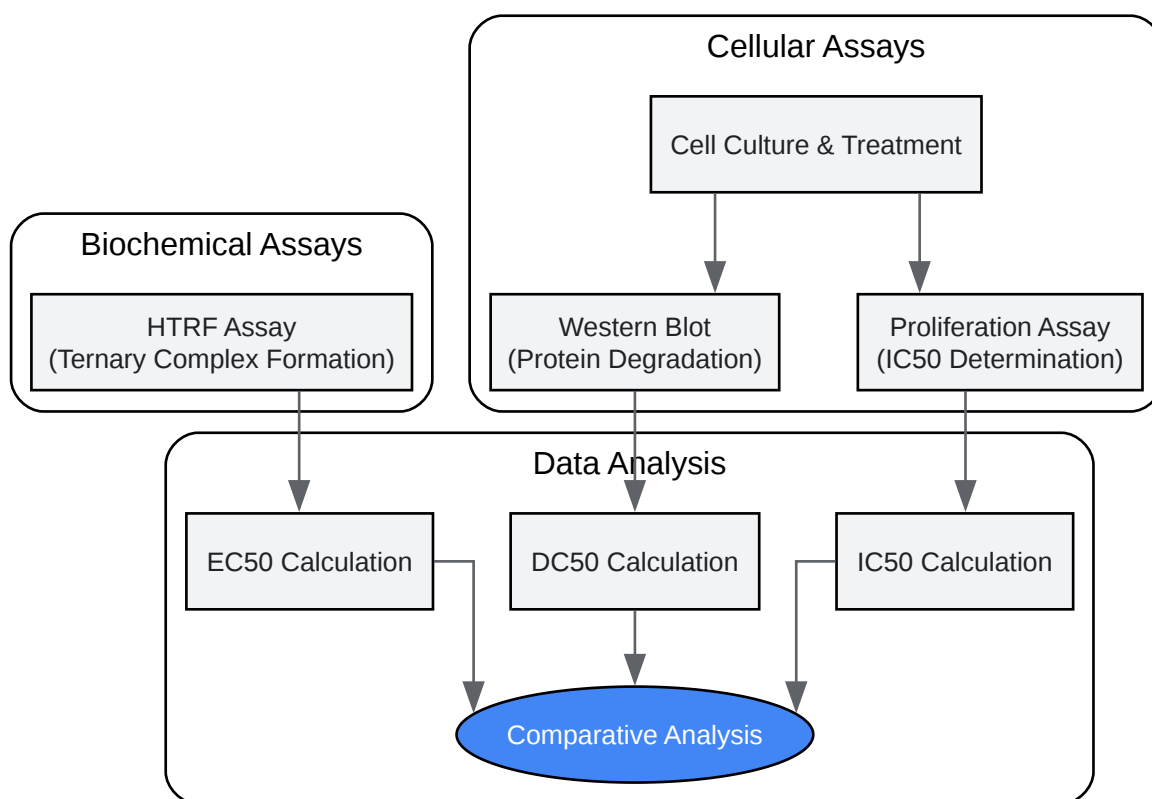 Cellular Assays
Cell Culture & Treatment
Biochemical Assays
HTRF Assay
(Ternary Complex Formation)
Western Blot
(Protein Degradation)
Proliferation Assay
(IC50 Determination)
Data Analysis
EC50 Calculation
DC50 Calculation
IC50 Calculation
Comparative Analysis